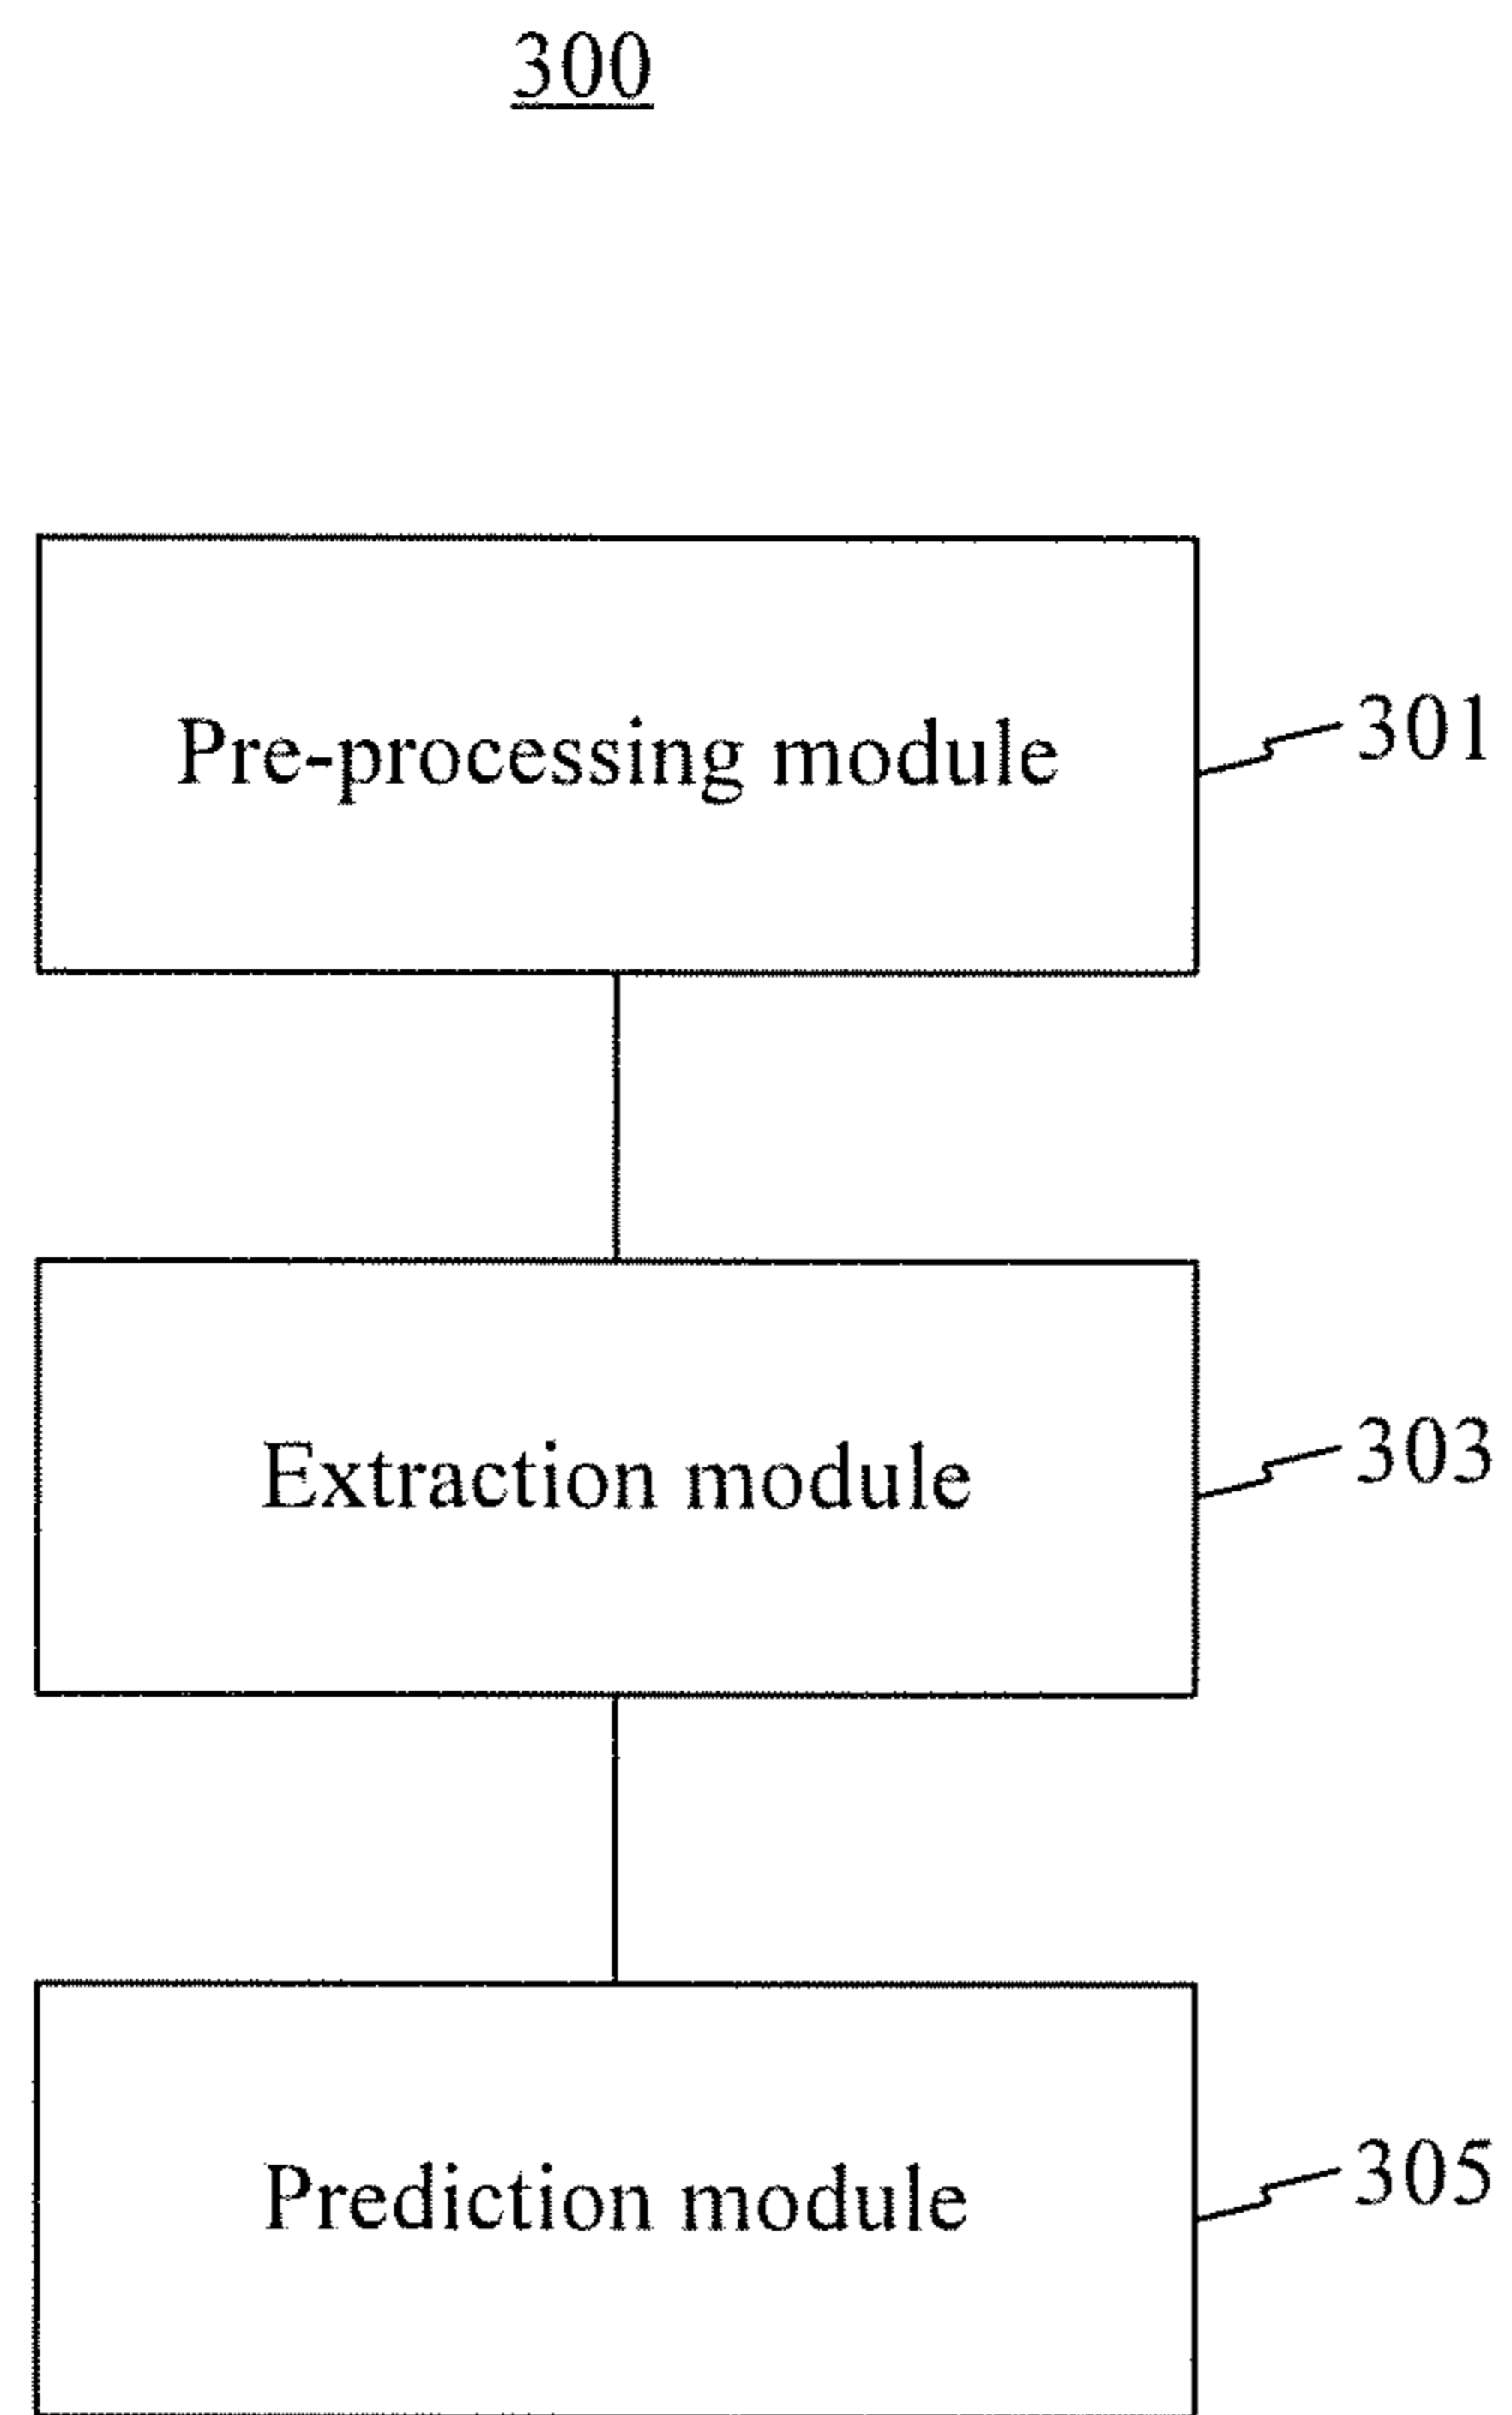 300
Pre-processing module
301
Extraction module
303
Prediction module
305